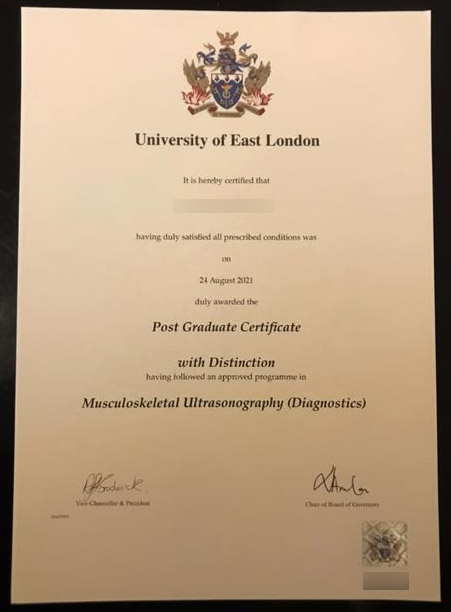 University of East London
It is hereby certified that
having duly satisfied all prescribed conditions was
on
24 August 2021
duly awarded the
Post Graduate Certificate
with Distinction
having followed an approved programme in
Musculoskeletal Ultrasonography (Diagnostics)
Vice-Chancellor & President
Chair of Board of Governors